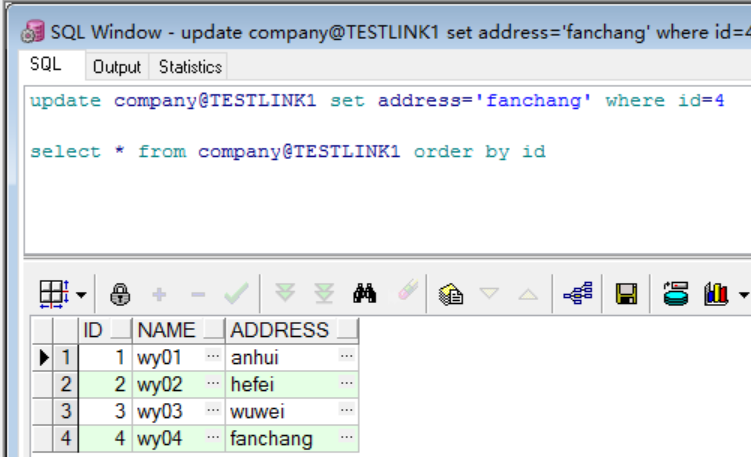 SQL Window - update company@TESTLINK1 set address='fanchang' where id=4
SQL Output Statistics
update company@TESTLINK1 set address='fanchang' where id=4
select * from company@TESTLINK1 order by id
ID NAME ADDRESS
1 1 wy01 ... anhui ...
2 2 wy02 ... hefei ...
3 3 wy03 ... wuwei ...
4 4 wy04 ... fanchang ...